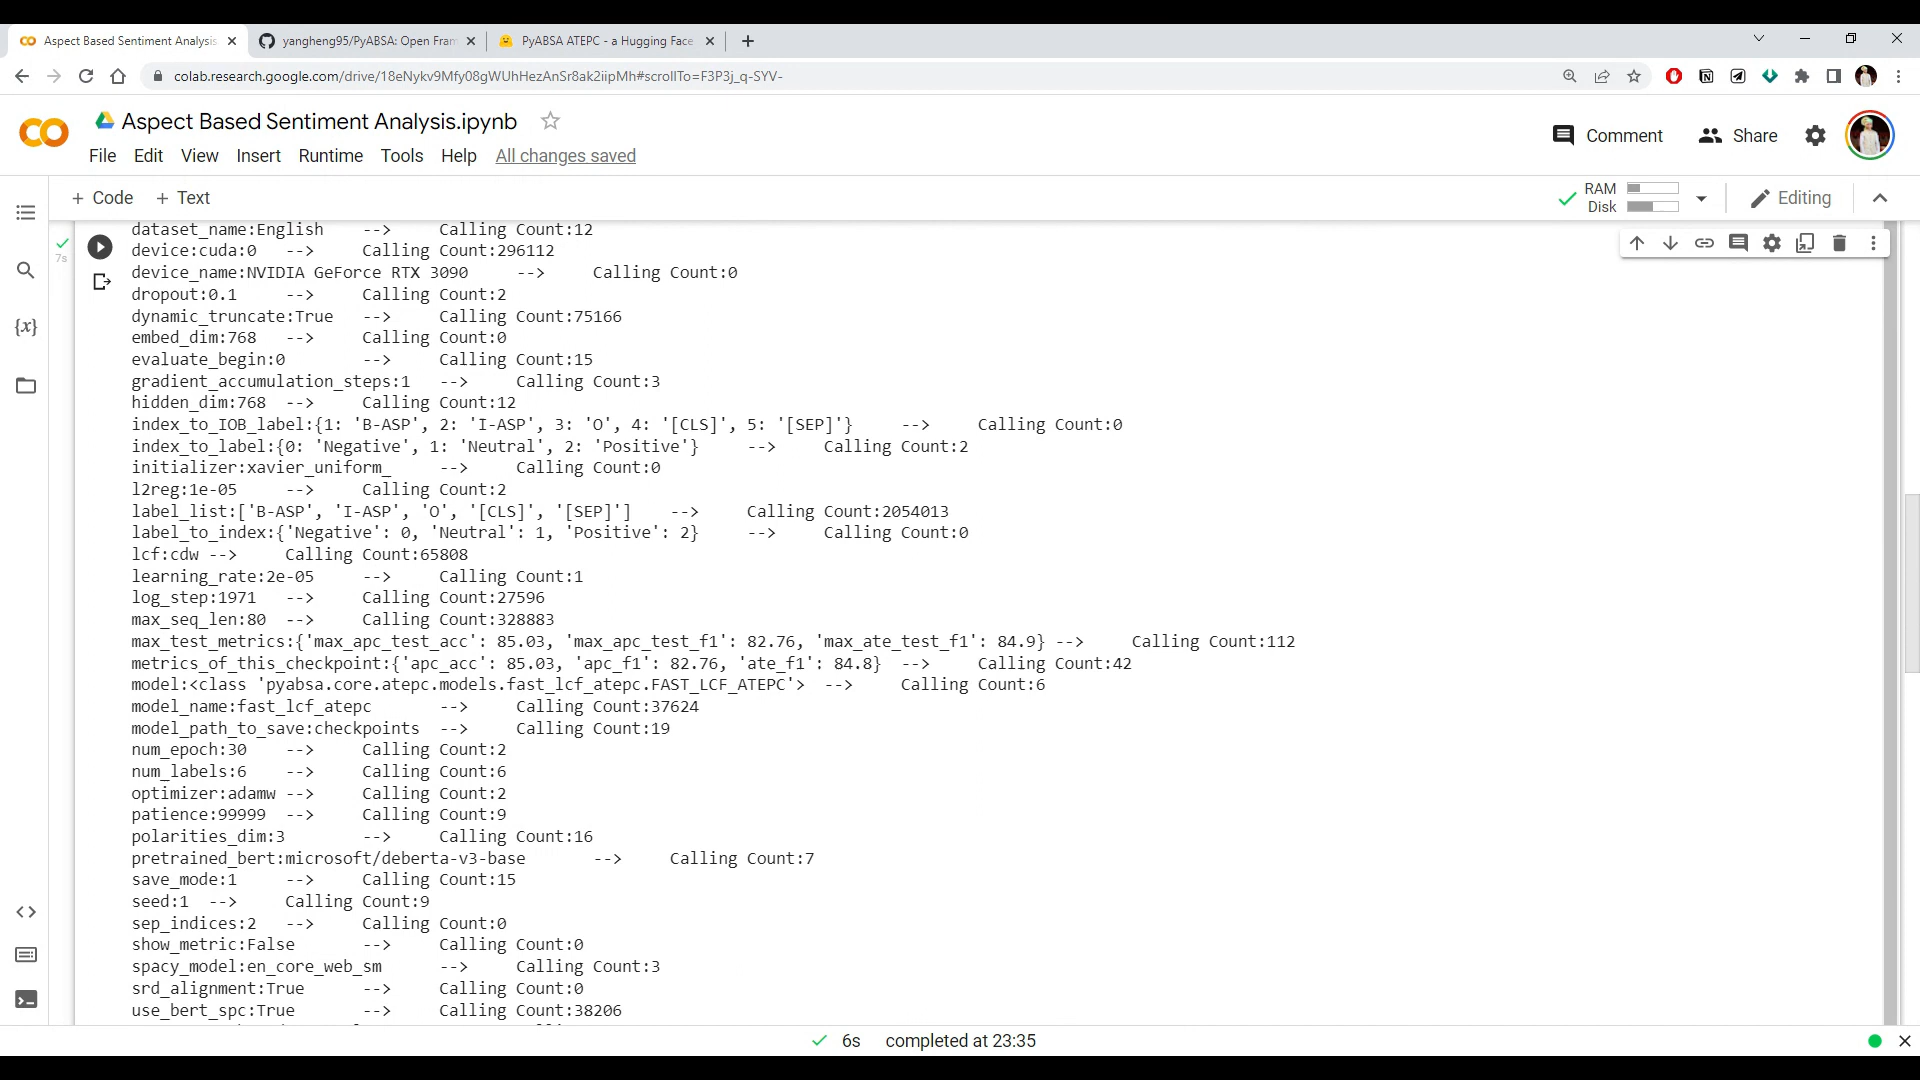 Aspect Based Sentiment Analysis
yangheng95/PyABSA: Open Fram
PyABSA ATEPC - a Hugging Face
colab.research.google.com/drive/18eNykv9Mfy08gWUhHezAnSr8ak2iipMh#scrollTo=F3P3j_q-SYV-
Aspect Based Sentiment Analysis.ipynb
Comment
Share
File Edit View Insert Runtime Tools Help All changes saved
+ Code + Text
RAM
Disk
Editing
7s
{x}
dataset_name:English --> Calling Count:12
device:cuda:0 --> Calling Count:296112
device_name:NVIDIA GeForce RTX 3090 --> Calling Count:0
dropout:0.1 --> Calling Count:2
dynamic_truncate:True --> Calling Count:75166
embed_dim:768 --> Calling Count:0
evaluate_begin:0 --> Calling Count:15
gradient_accumulation_steps:1 --> Calling Count:3
hidden_dim:768 --> Calling Count:12
index_to_IOB_label:{1: 'B-ASP', 2: 'I-ASP', 3: 'O', 4: '[CLS]', 5: '[SEP]'} --> Calling Count:0
index_to_label:{0: 'Negative', 1: 'Neutral', 2: 'Positive'} --> Calling Count:2
initializer:xavier_uniform_ --> Calling Count:0
l2reg:1e-05 --> Calling Count:2
label_list:['B-ASP', 'I-ASP', 'O', '[CLS]', '[SEP]'] --> Calling Count:2054013
label_to_index:{'Negative': 0, 'Neutral': 1, 'Positive': 2} --> Calling Count:0
lcf:cdw --> Calling Count:65808
learning_rate:2e-05 --> Calling Count:1
log_step:1971 --> Calling Count:27596
max_seq_len:80 --> Calling Count:328883
max_test_metrics:{'max_apc_test_acc': 85.03, 'max_apc_test_f1': 82.76, 'max_ate_test_f1': 84.9} --> Calling Count:112
metrics_of_this_checkpoint:{'apc_acc': 85.03, 'apc_f1': 82.76, 'ate_f1': 84.8} --> Calling Count:42
model:<class 'pyabsa.core.atepc.models.fast_lcf_atepc.FAST_LCF_ATEPC'> --> Calling Count:6
model_name:fast_lcf_atepc --> Calling Count:37624
model_path_to_save:checkpoints --> Calling Count:19
num_epoch:30 --> Calling Count:2
num_labels:6 --> Calling Count:6
optimizer:adamw --> Calling Count:2
patience:99999 --> Calling Count:9
polarities_dim:3 --> Calling Count:16
pretrained_bert:microsoft/deberta-v3-base --> Calling Count:7
save_mode:1 --> Calling Count:15
seed:1 --> Calling Count:9
sep_indices:2 --> Calling Count:0
show_metric:False --> Calling Count:0
spacy_model:en_core_web_sm --> Calling Count:3
srd_alignment:True --> Calling Count:0
use_bert_spc:True --> Calling Count:38206
6s completed at 23:35